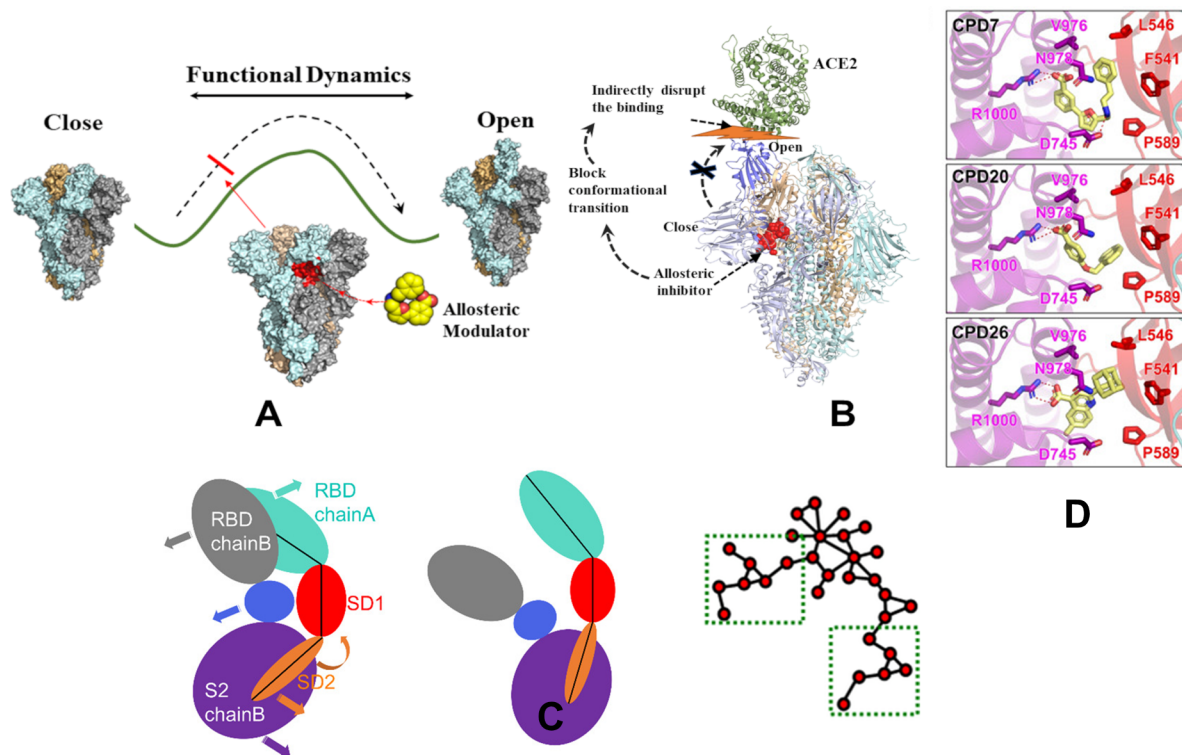 Functional Dynamics
Close
Open
Allosteric
Modulator
A
ACE2
Indirectly disrupt
the binding
Open
Block
conformational
transition
Close
Allosteric
inhibitor
B
CPD7
V976
L546
N978
F541
R1000
D745
P589
CPD20
V976
L546
N978
F541
R1000
D745
P589
CPD26
V976
L546
N978
F541
R1000
D745
P589
D
RBD
chainA
RBD
chainB
SD1
SD2
S2
chainB
C